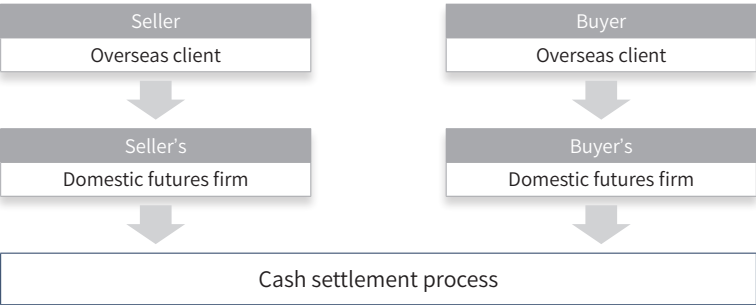 Seller
Overseas client
Buyer
Overseas client
Seller's
Domestic futures firm
Buyer's
Domestic futures firm
Cash settlement process